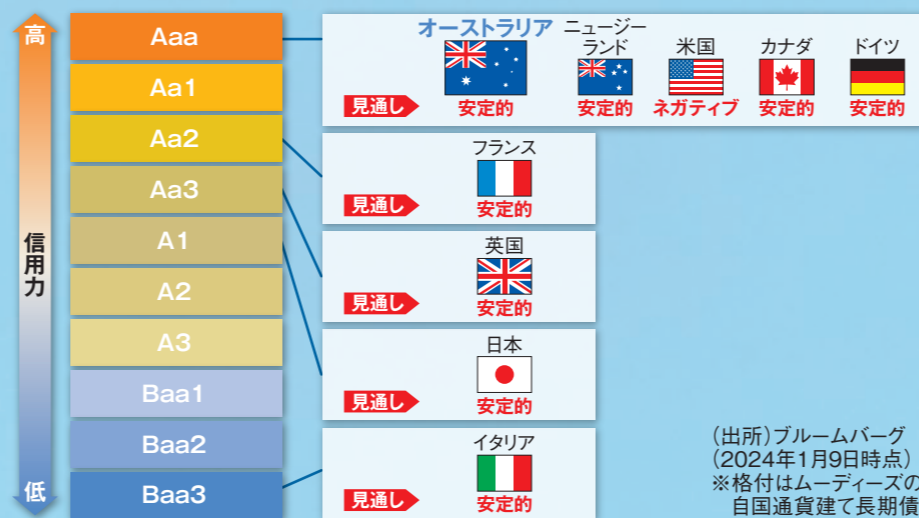 高
信用力
低
Aaa
Aa1
Aa2
Aa3
A1
A2
A3
Baa1
Baa2
Baa3
オーストラリア
ニュージー
ランド
米国
カナダ
ドイツ
見通し
安定的
安定的
ネガティブ
安定的
安定的
フランス
見通し
安定的
英国
見通し
安定的
日本
見通し
安定的
イタリア
見通し
安定的
(出所)ブルームバーグ
(2024年1月9日時点)
※格付はムーディーズの
自国通貨建て長期債